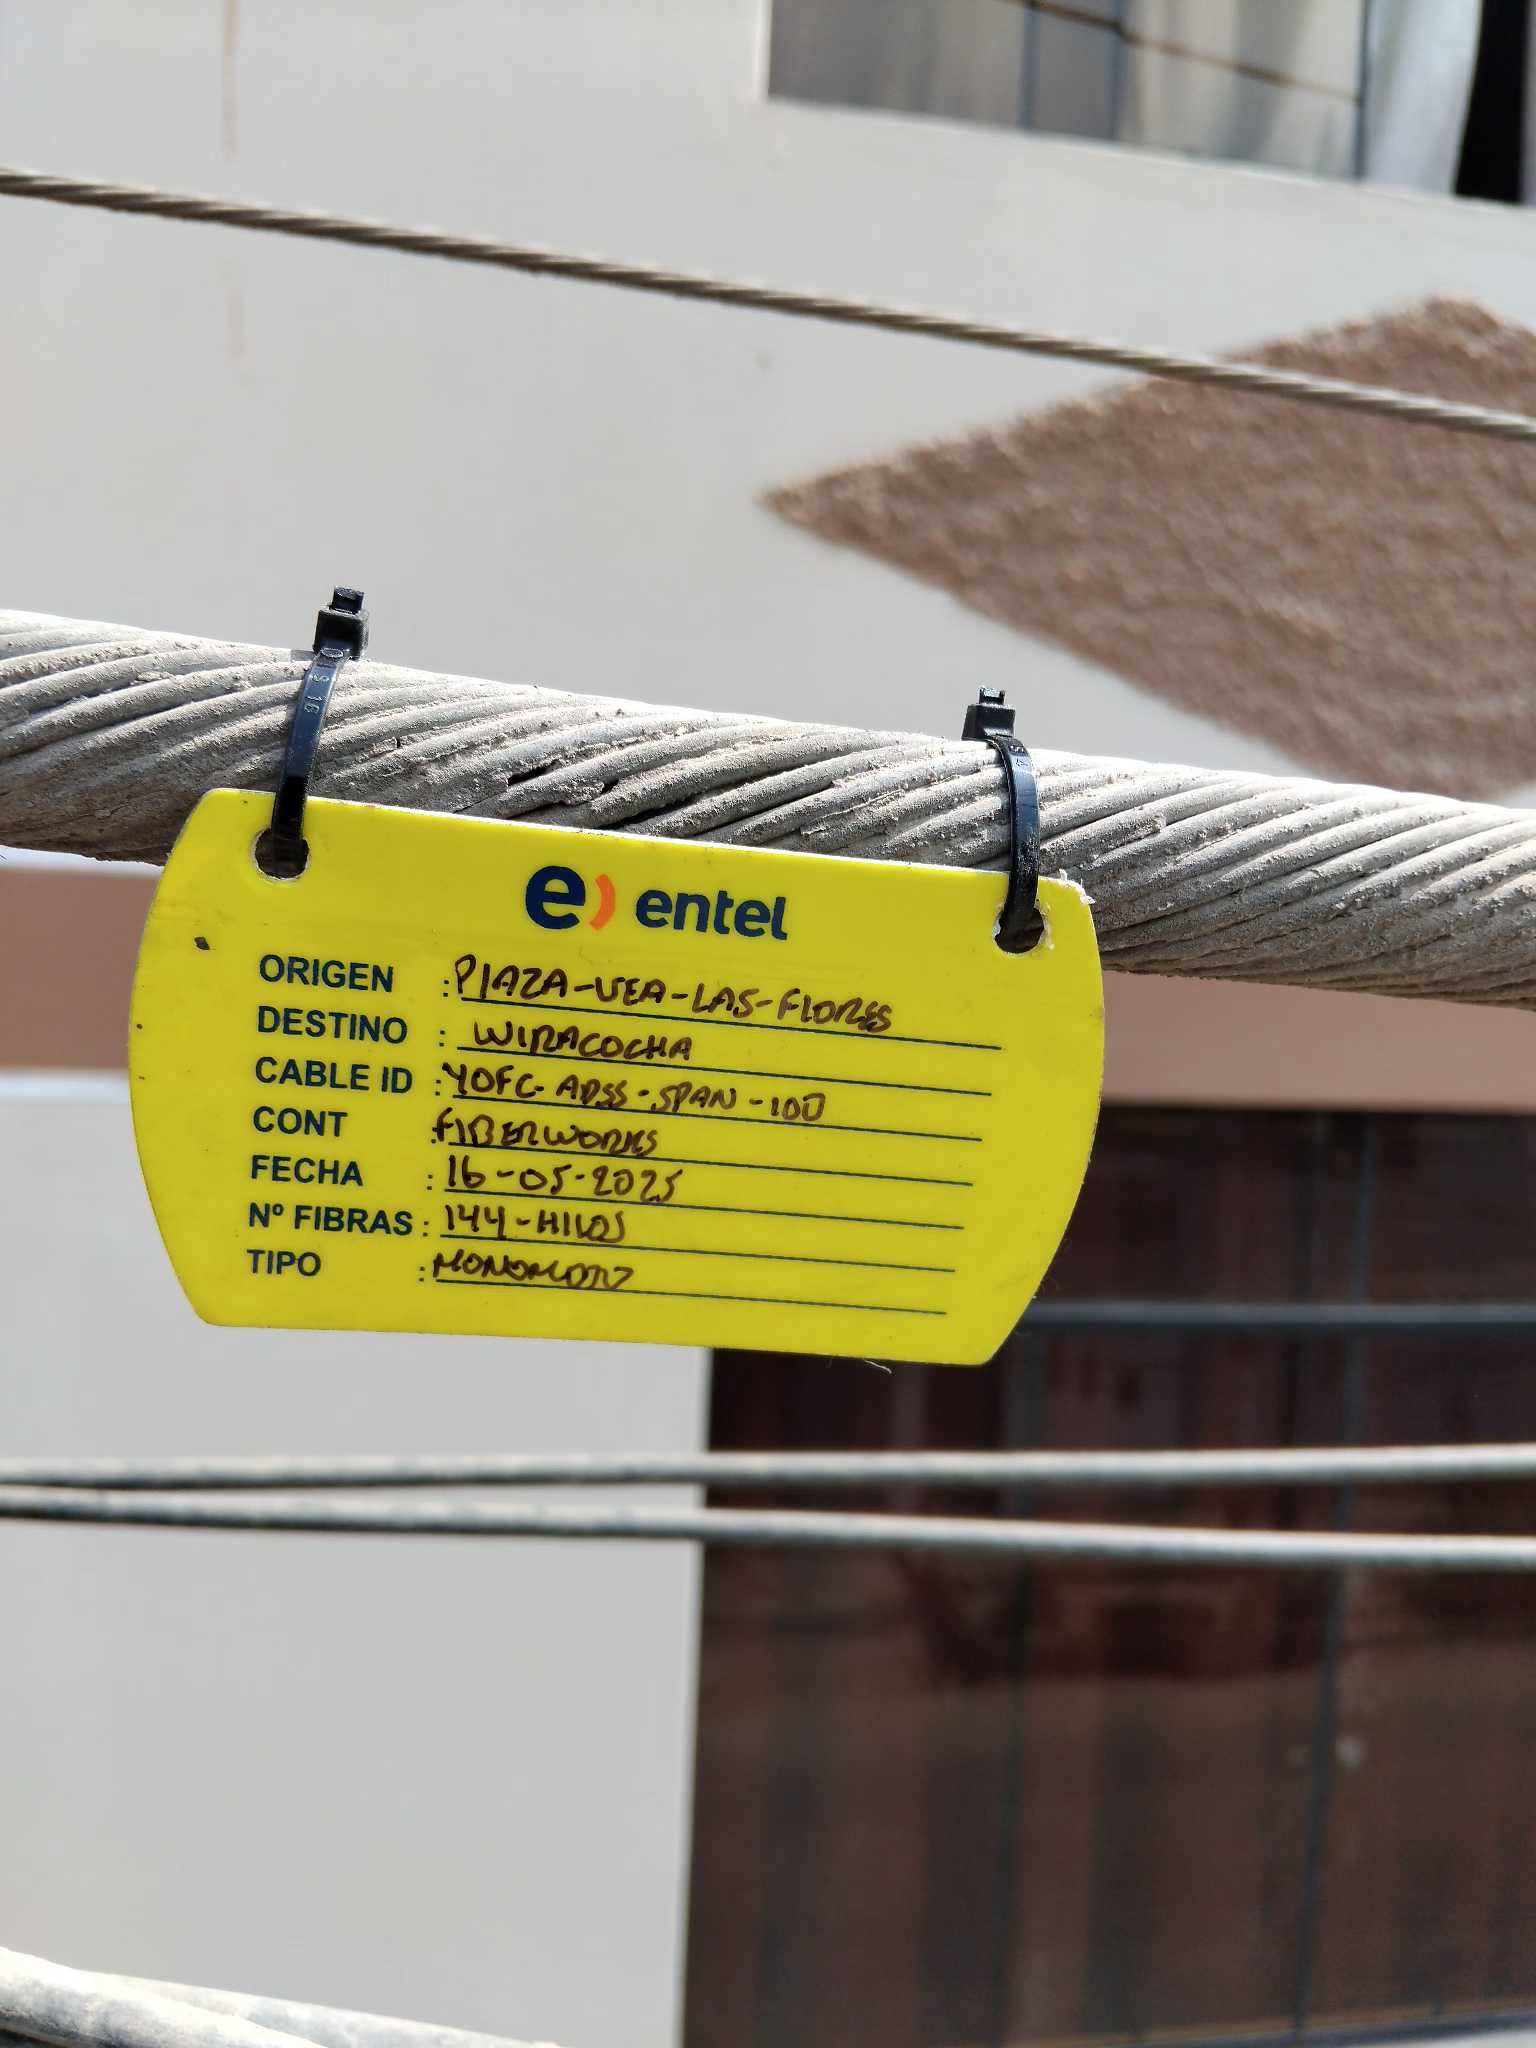 e) entel
ORIGEN : PLAZA-VEA-LAS-FLORES
DESTINO : WIRACOCHA
CABLE ID : YOFC-ADSS-SPAN-100
CONT : FIBERWORKS
FECHA : 16-05-2025
Nº FIBRAS : 144-HILOS
TIPO : MONOMODO